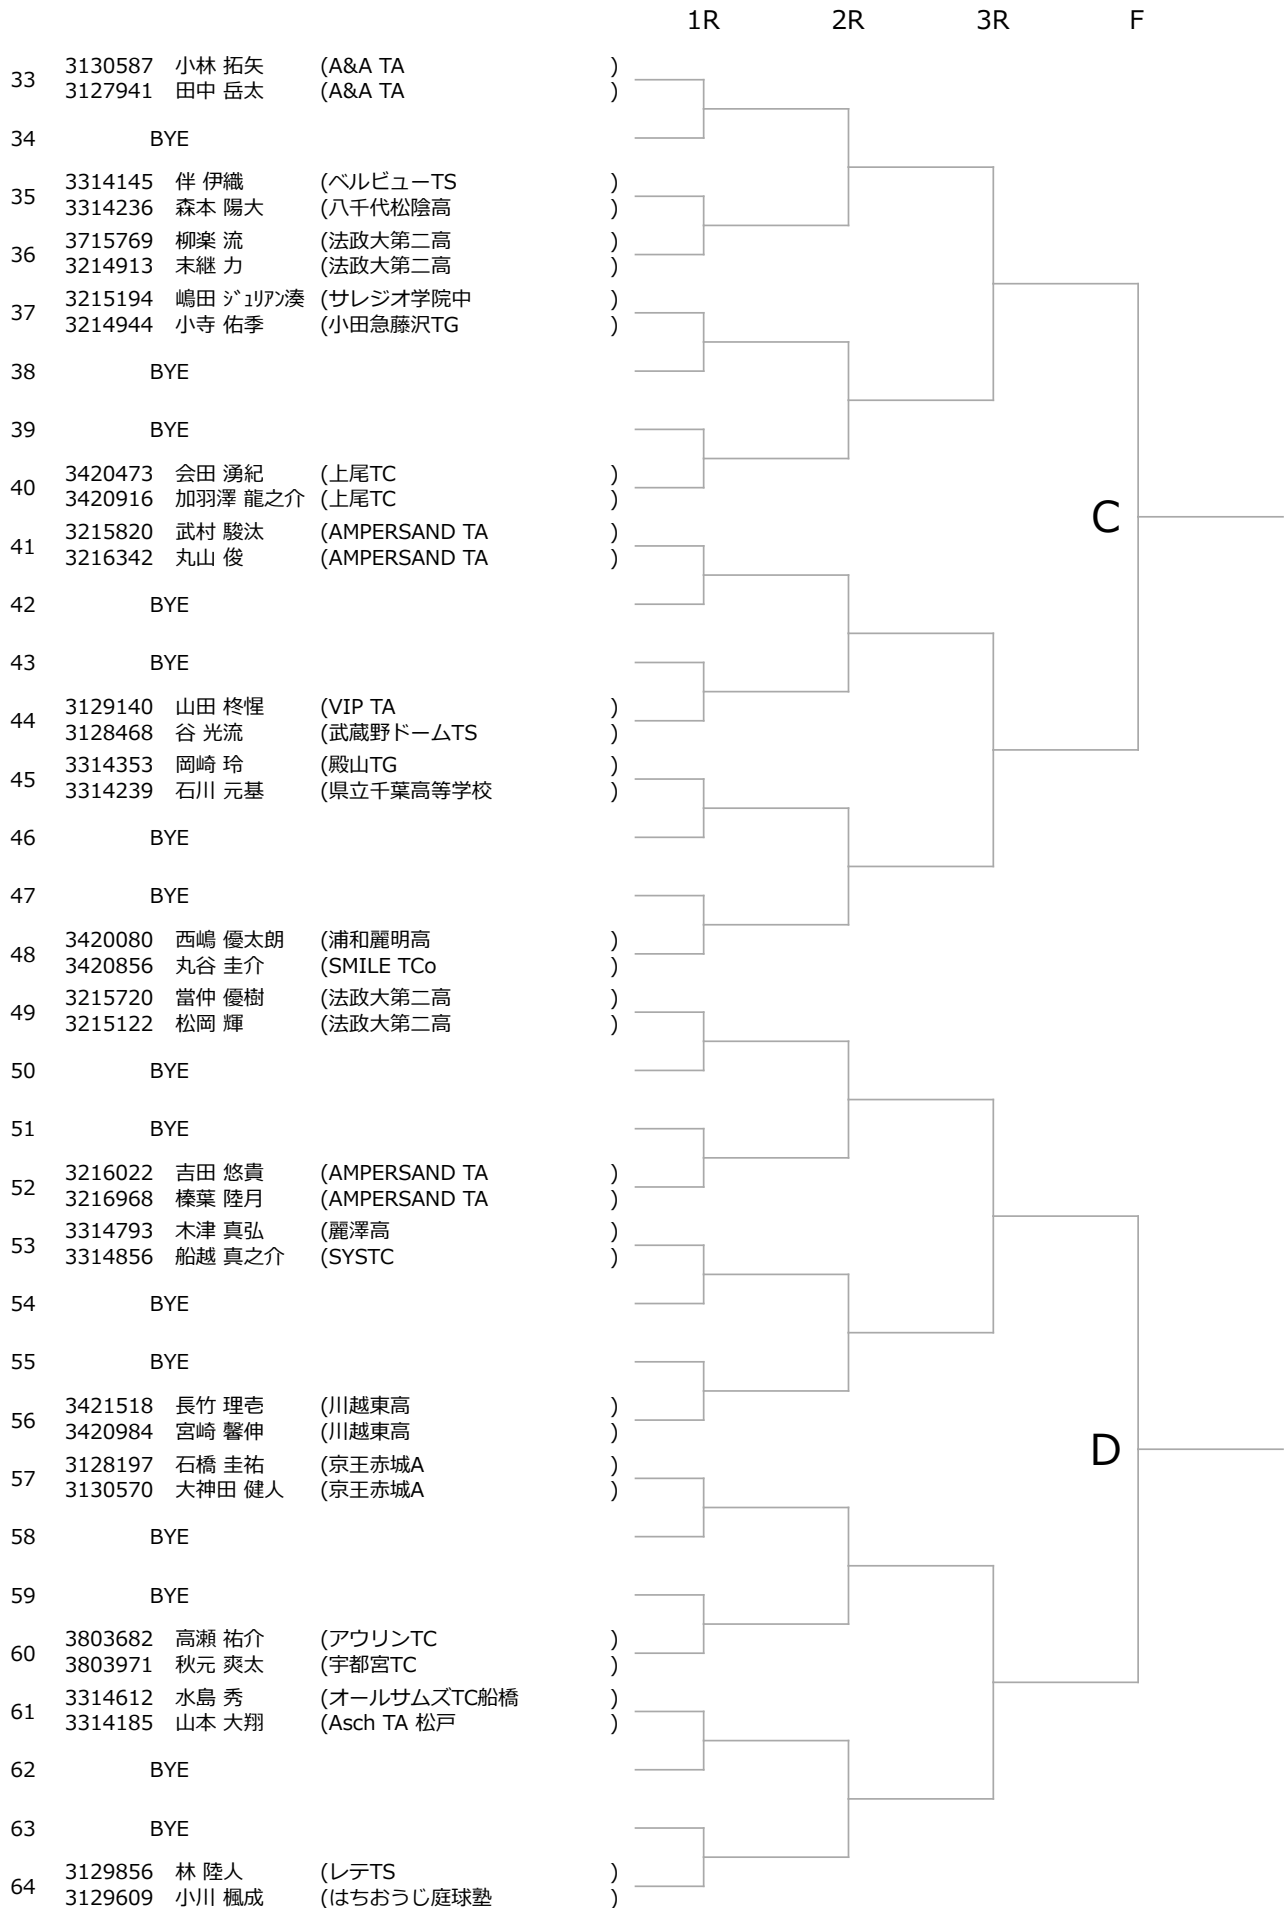 1R 2R 3R F
33 3130587 小林 拓矢 (A&A TA )
3127941 田中 岳太 (A&A TA )
34 BYE
35 3314145 伴 伊織 (ベルビューTS )
3314236 森本 陽大 (八千代松陰高 )
36 3715769 柳楽 流 (法政大第二高 )
3214913 末継 力 (法政大第二高 )
37 3215194 嶋田 ジュリアン湊 (サレジオ学院中 )
3214944 小寺 佑季 (小田急藤沢TG )
38 BYE
39 BYE
40 3420473 会田 湧紀 (上尾TC )
3420916 加羽澤 龍之介 (上尾TC )
C
41 3215820 武村 駿汰 (AMPERSAND TA )
3216342 丸山 俊 (AMPERSAND TA )
42 BYE
43 BYE
44 3129140 山田 柊惺 (VIP TA )
3128468 谷 光流 (武蔵野ドームTS )
45 3314353 岡崎 玲 (殿山TG )
3314239 石川 元基 (県立千葉高等学校 )
46 BYE
47 BYE
48 3420080 西嶋 優太朗 (浦和麗明高 )
3420856 丸谷 圭介 (SMILE TCo )
49 3215720 當仲 優樹 (法政大第二高 )
3215122 松岡 輝 (法政大第二高 )
50 BYE
51 BYE
52 3216022 吉田 悠貴 (AMPERSAND TA )
3216968 榛葉 陸月 (AMPERSAND TA )
53 3314793 木津 真弘 (麗澤高 )
3314856 船越 真之介 (SYSTC )
54 BYE
55 BYE
56 3421518 長竹 理壱 (川越東高 )
3420984 宮崎 馨伸 (川越東高 )
D
57 3128197 石橋 圭祐 (京王赤城A )
3130570 大神田 健人 (京王赤城A )
58 BYE
59 BYE
60 3803682 高瀬 祐介 (アウリンTC )
3803971 秋元 爽太 (宇都宮TC )
61 3314612 水島 秀 (オールサムズTC船橋 )
3314185 山本 大翔 (Asch TA 松戸 )
62 BYE
63 BYE
64 3129856 林 陸人 (レテTS )
3129609 小川 楓成 (はちおうじ庭球塾 )